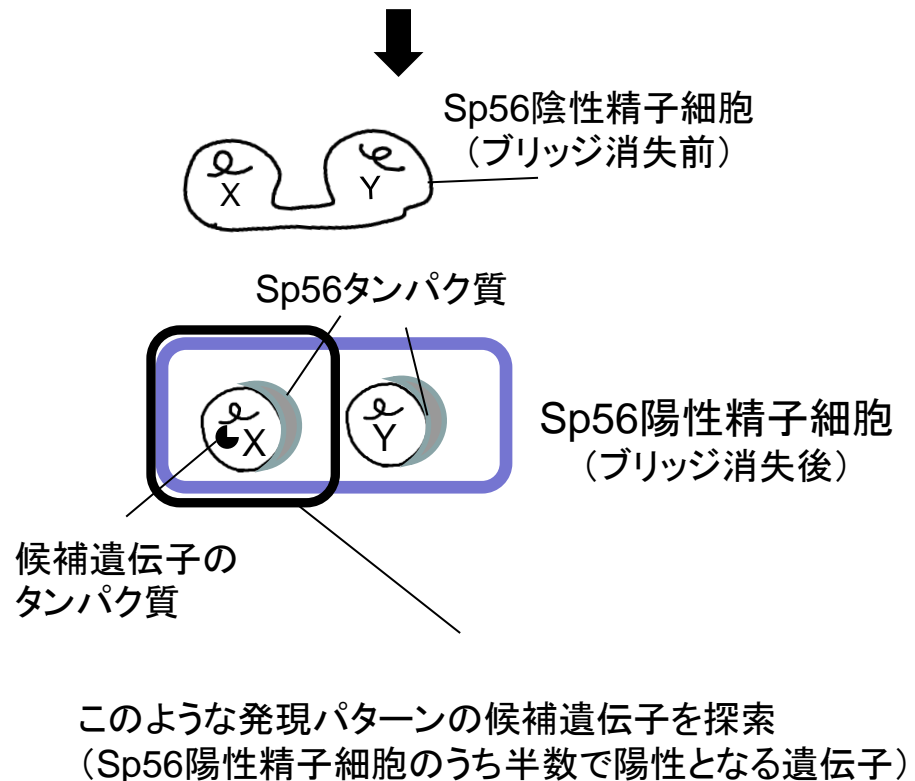 Sp56陰性精子細胞
（ブリッジ消失前）
X
Y
Sp56タンパク質
X
Y
Sp56陽性精子細胞
（ブリッジ消失後）
候補遺伝子の
タンパク質
このような発現パターンの候補遺伝子を探索
（Sp56陽性精子細胞のうち半数で陽性となる遺伝子）